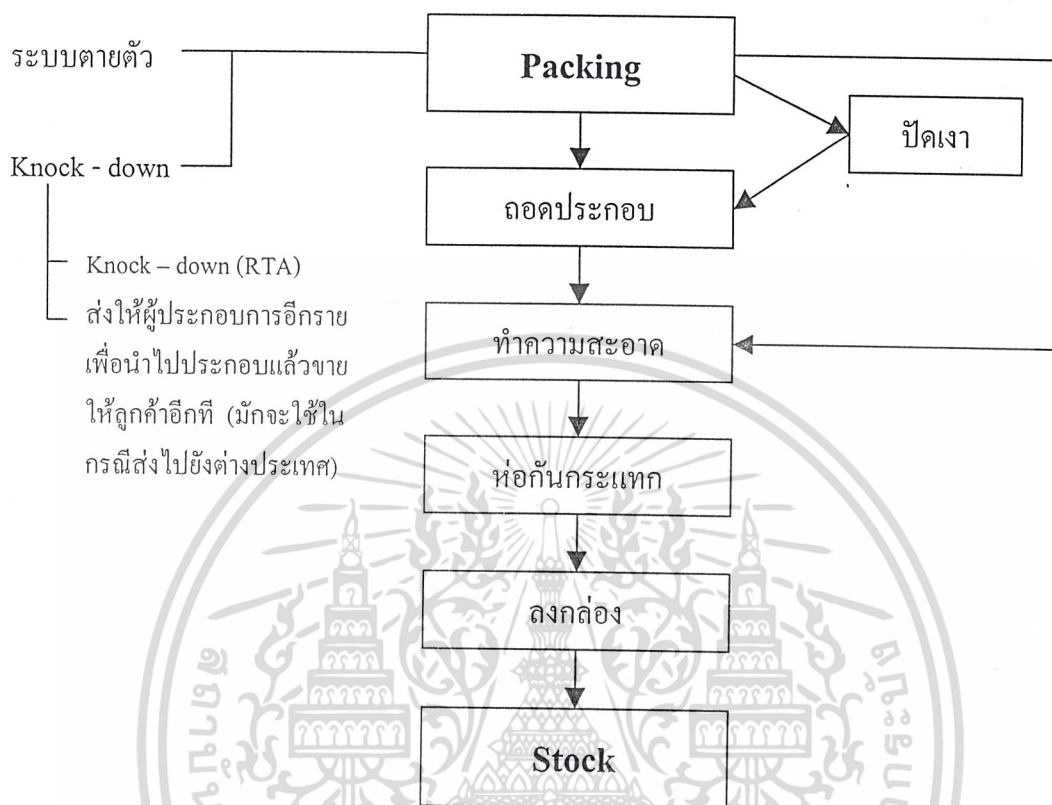 ระบบตายตัว
Packing
ปัดเงา
Knock - down
ถอดประกอบ
Knock – down (RTA)
ส่งให้ผู้ประกอบการอีกราย
เพื่อนำไปประกอบแล้วขาย
ให้ลูกค้าอีกที (มักจะใช้ใน
กรณีส่งไปยังต่างประเทศ)
ทำความสะอาด
ห่อกันกระแทก
ลงกล่อง
Stock